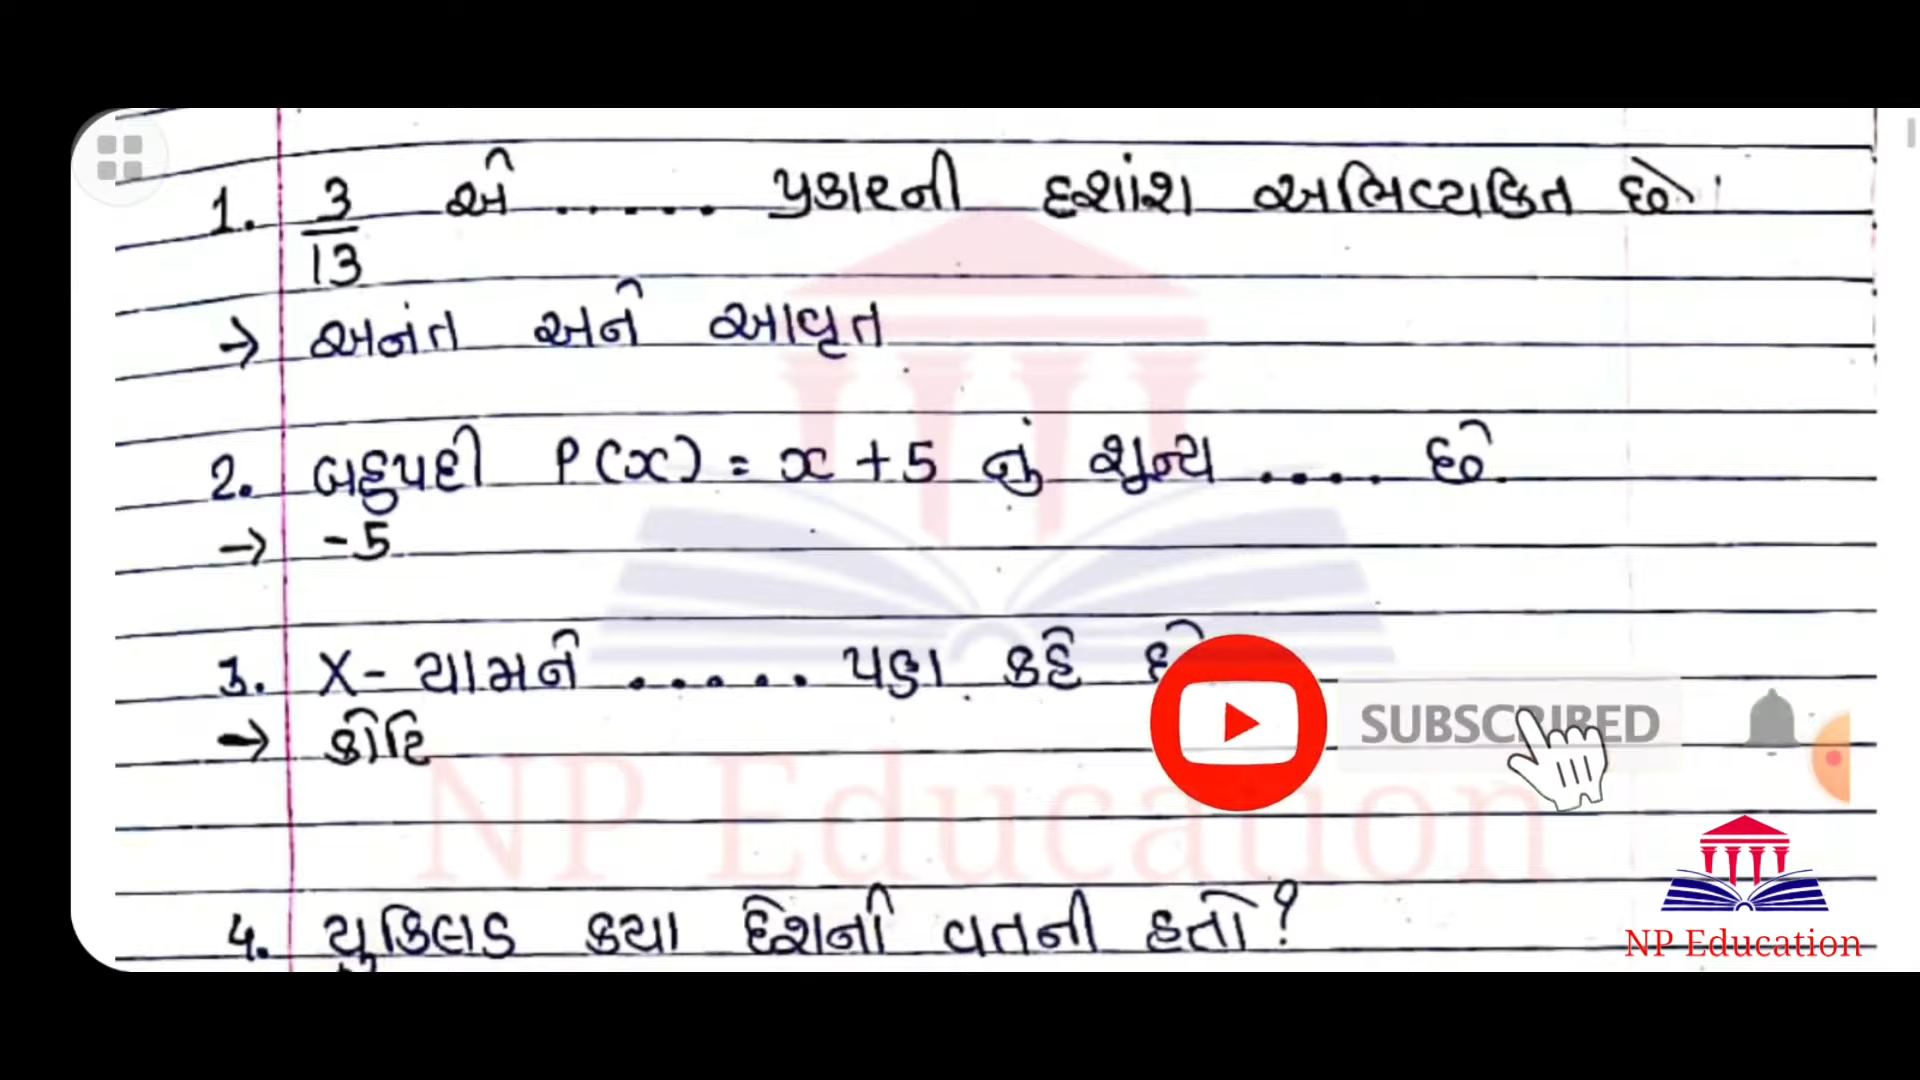 1. 3/13 એ ..... પ્રકારની દશાંશ અભિવ્યક્તિ છે.
→ અનંત અને આવૃત
2. બહુપદી P(x) = x + 5 નું શૂન્ય ..... છે.
→ -5
3. X- યામને ..... પણ કહે છે
→ કોટિ
SUBSCRIBED
NP Education
4. યુક્લિડ કયા દેશનો વતની હતો?
NP Education